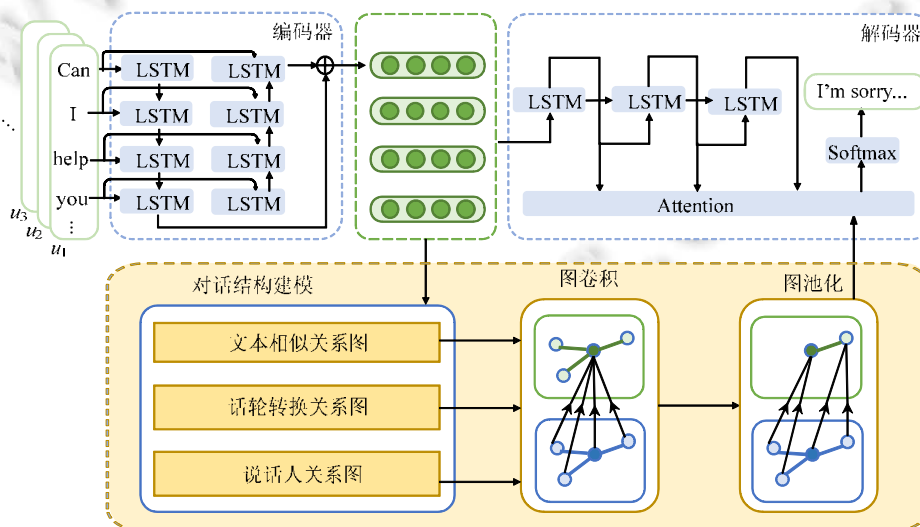 编码器
解码器
Can
LSTM LSTM
I
LSTM LSTM
help
LSTM LSTM
you
LSTM LSTM
...
⋮
u3
u2
u1
LSTM LSTM LSTM
I'm sorry...
Softmax
Attention
对话结构建模
图卷积
图池化
文本相似关系图
话轮转换关系图
说话人关系图